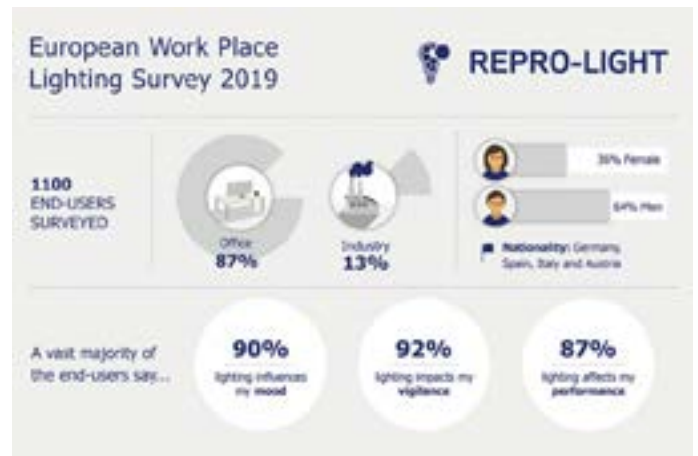 European Work Place
Lighting Survey 2019
REPRO-LIGHT
1100
END-USERS
SURVEYED
Office
87%
Industry
13%
36% Female
64% Men
Nationality: Germany,
Spain, Italy and Austria
A vast majority of
the end-users say...
90%
lighting influences
my mood
92%
lighting impacts my
vigilance
87%
lighting affects my
performance